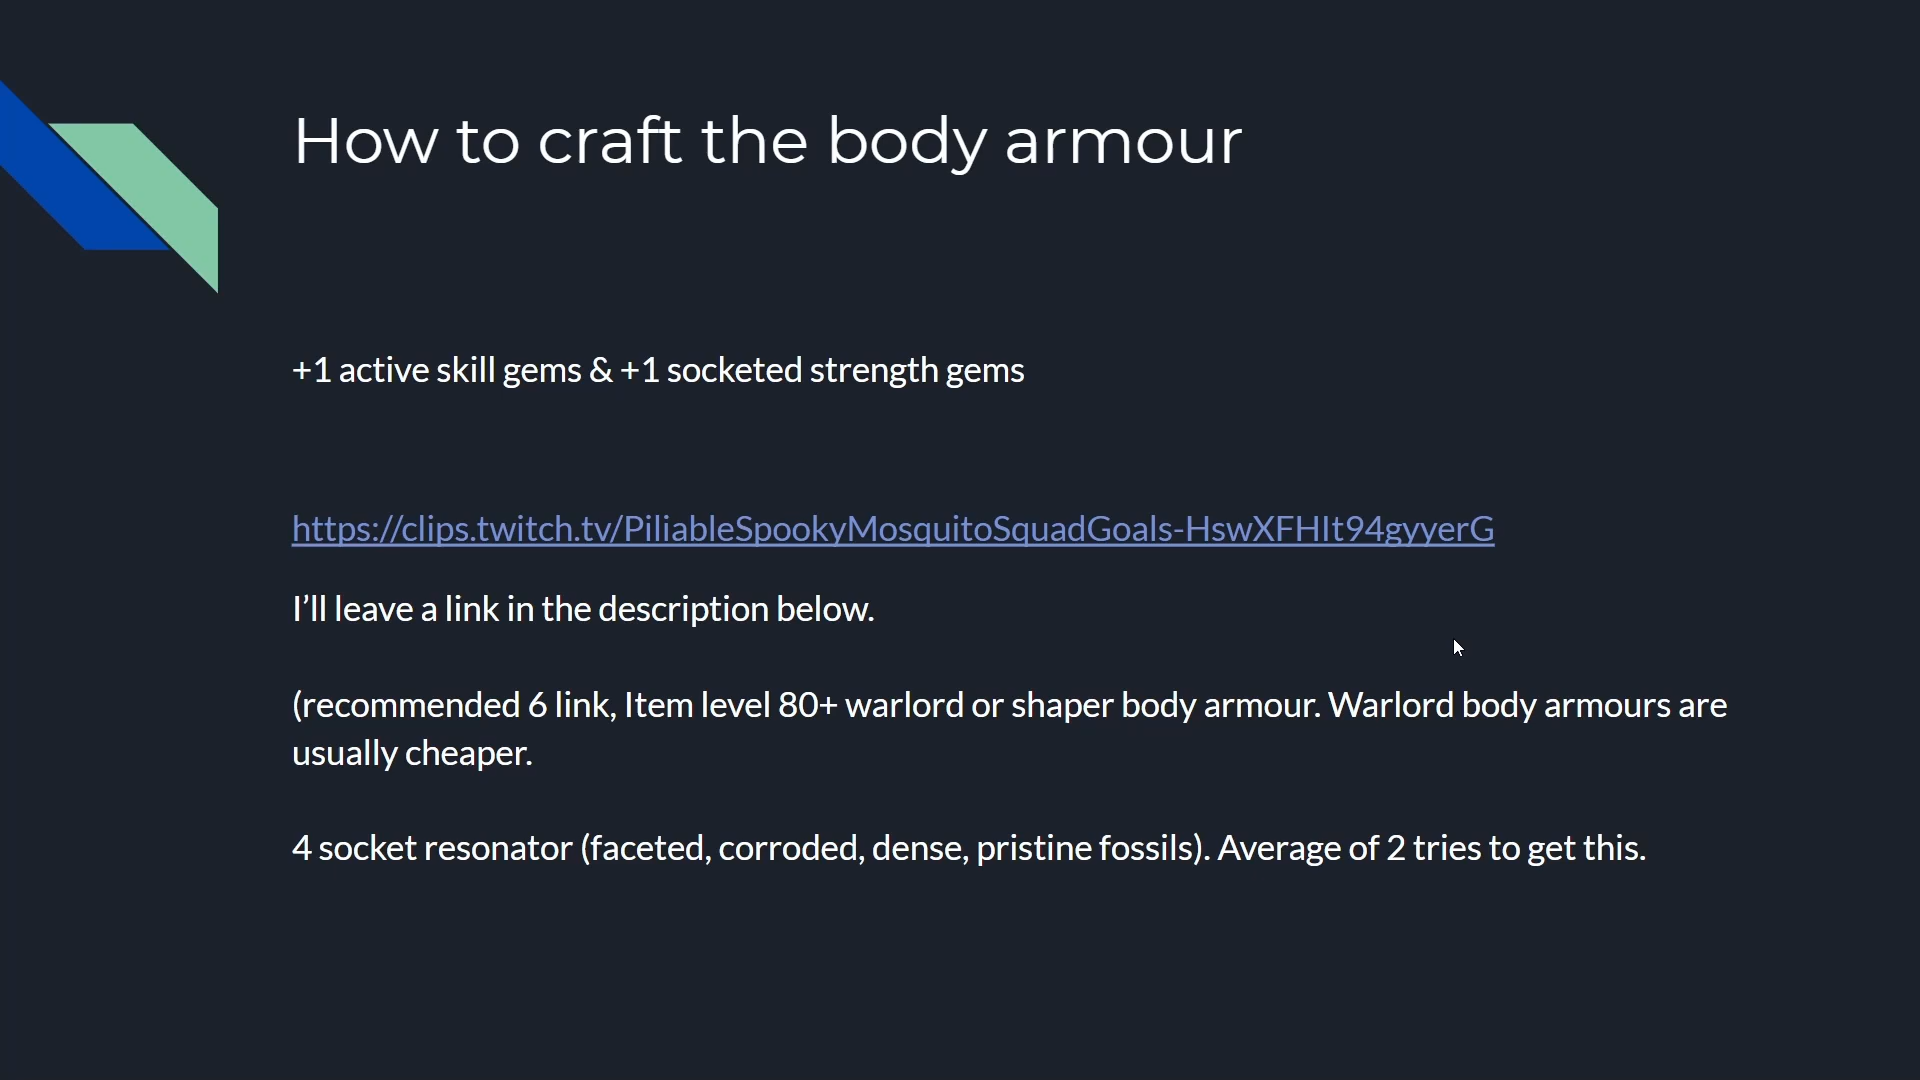 How to craft the body armour
+1 active skill gems & +1 socketed strength gems
https://clips.twitch.tv/PiliableSpookyMosquitoSquadGoals-HswXFHIt94gyyerG
I’ll leave a link in the description below.
(recommended 6 link, Item level 80+ warlord or shaper body armour. Warlord body armours are
usually cheaper.
4 socket resonator (faceted, corroded, dense, pristine fossils). Average of 2 tries to get this.